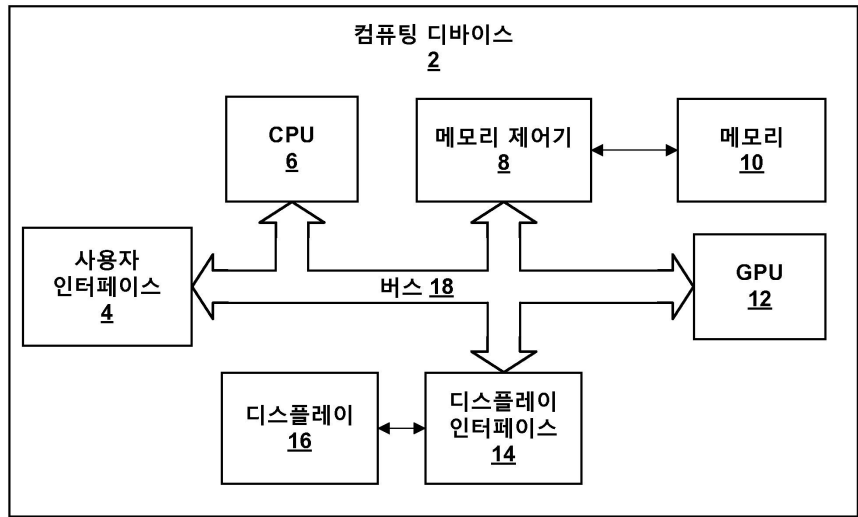 컴퓨팅 디바이스
2
CPU
6
메모리 제어기
8
메모리
10
사용자
인터페이스
4
버스 18
GPU
12
디스플레이
16
디스플레이
인터페이스
14